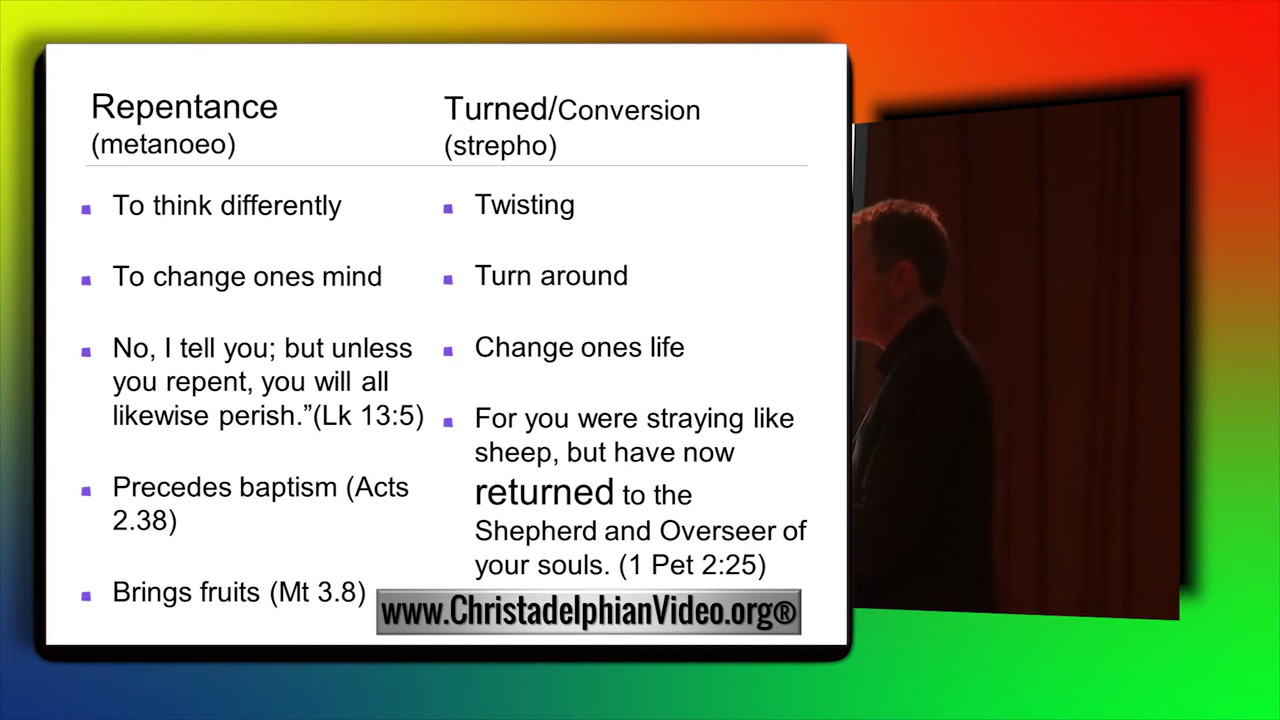 Repentance
(metanoeo)
To think differently
To change ones mind
No, I tell you; but unless
you repent, you will all
likewise perish.”(Lk 13:5)
Precedes baptism (Acts
2.38)
Brings fruits (Mt 3.8)
Turned/Conversion
(strepho)
Twisting
Turn around
Change ones life
For you were straying like
sheep, but have now
returned to the
Shepherd and Overseer of
your souls. (1 Pet 2:25)
www.ChristadelphianVideo.org®